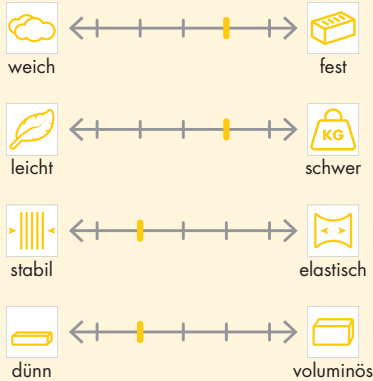 weich fest
KG
leicht schwer
stabil elastisch
dünn voluminös